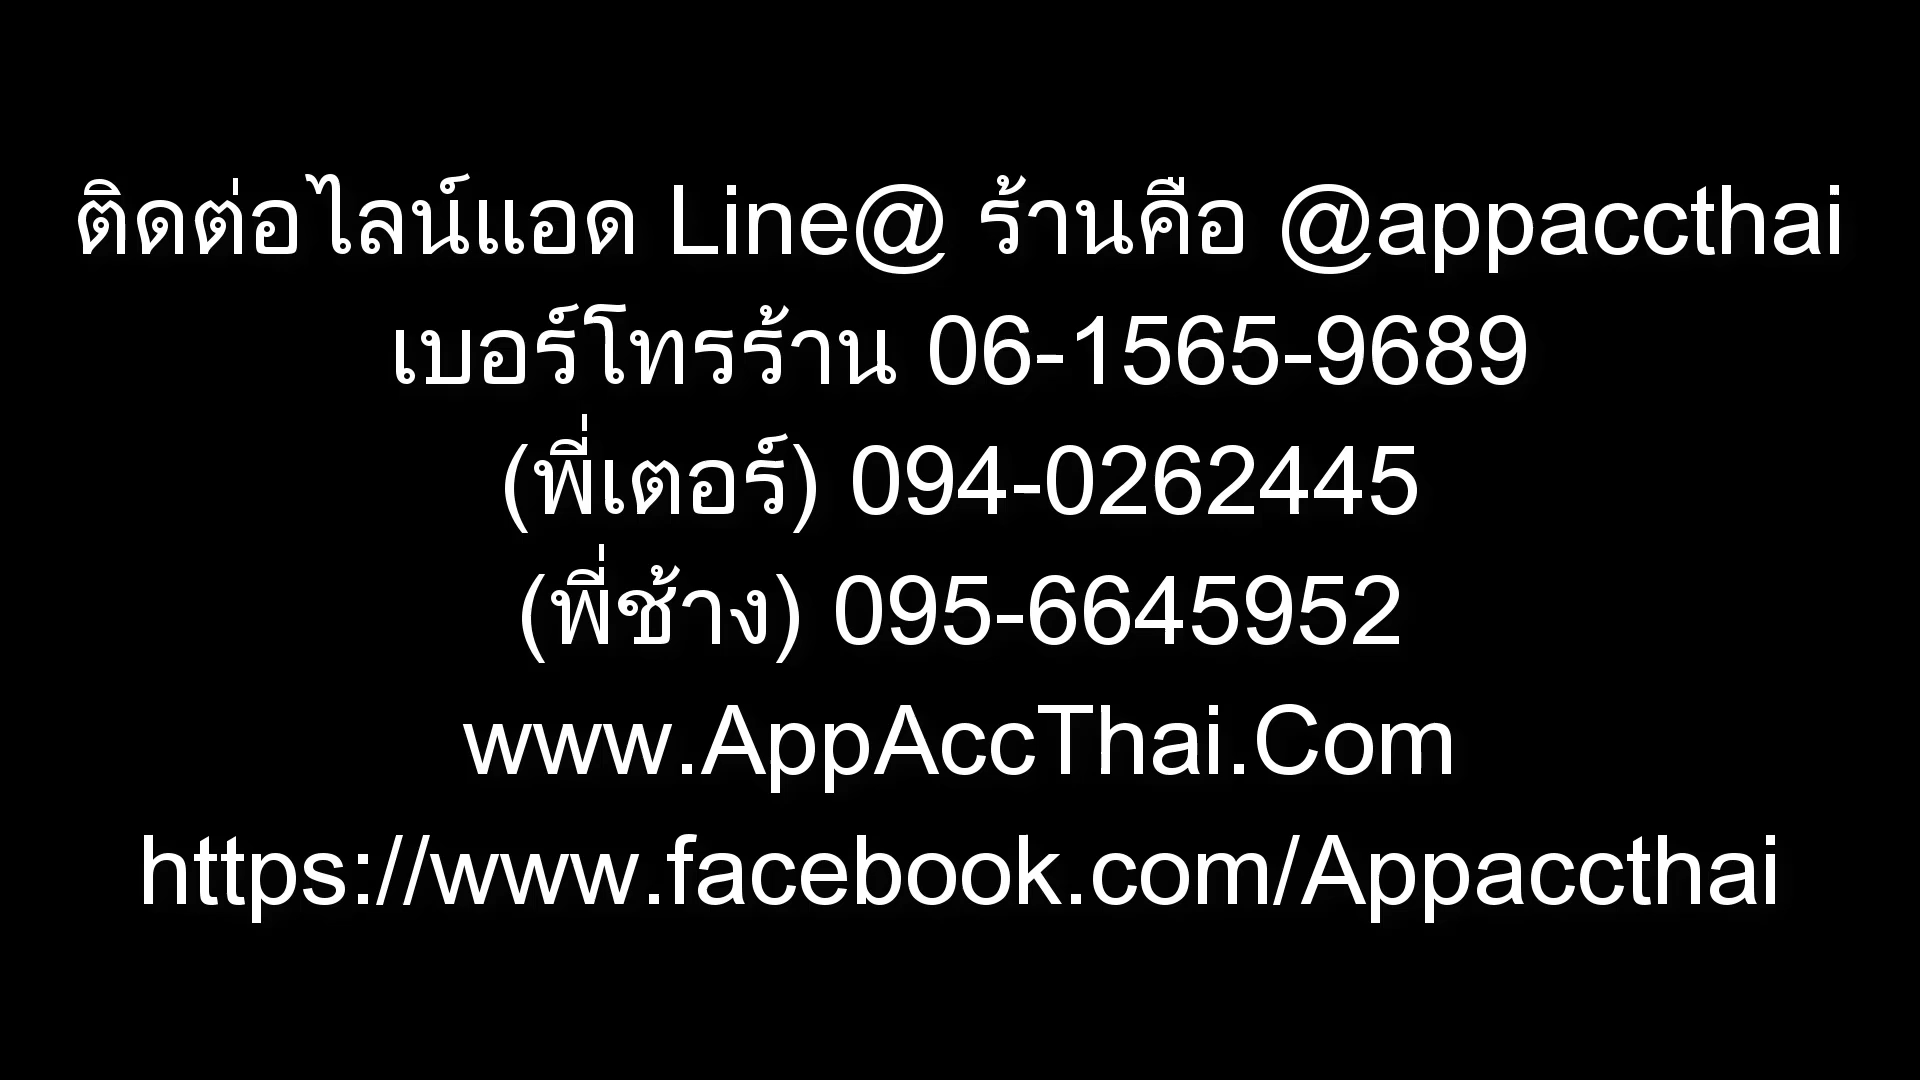 ติดต่อไลน์แอด Line@ ร้านคือ @appaccthai
เบอร์โทรร้าน 06-1565-9689
(พี่เตอร์) 094-0262445
(พี่ช้าง) 095-6645952
www.AppAccThai.Com
https://www.facebook.com/Appaccthai